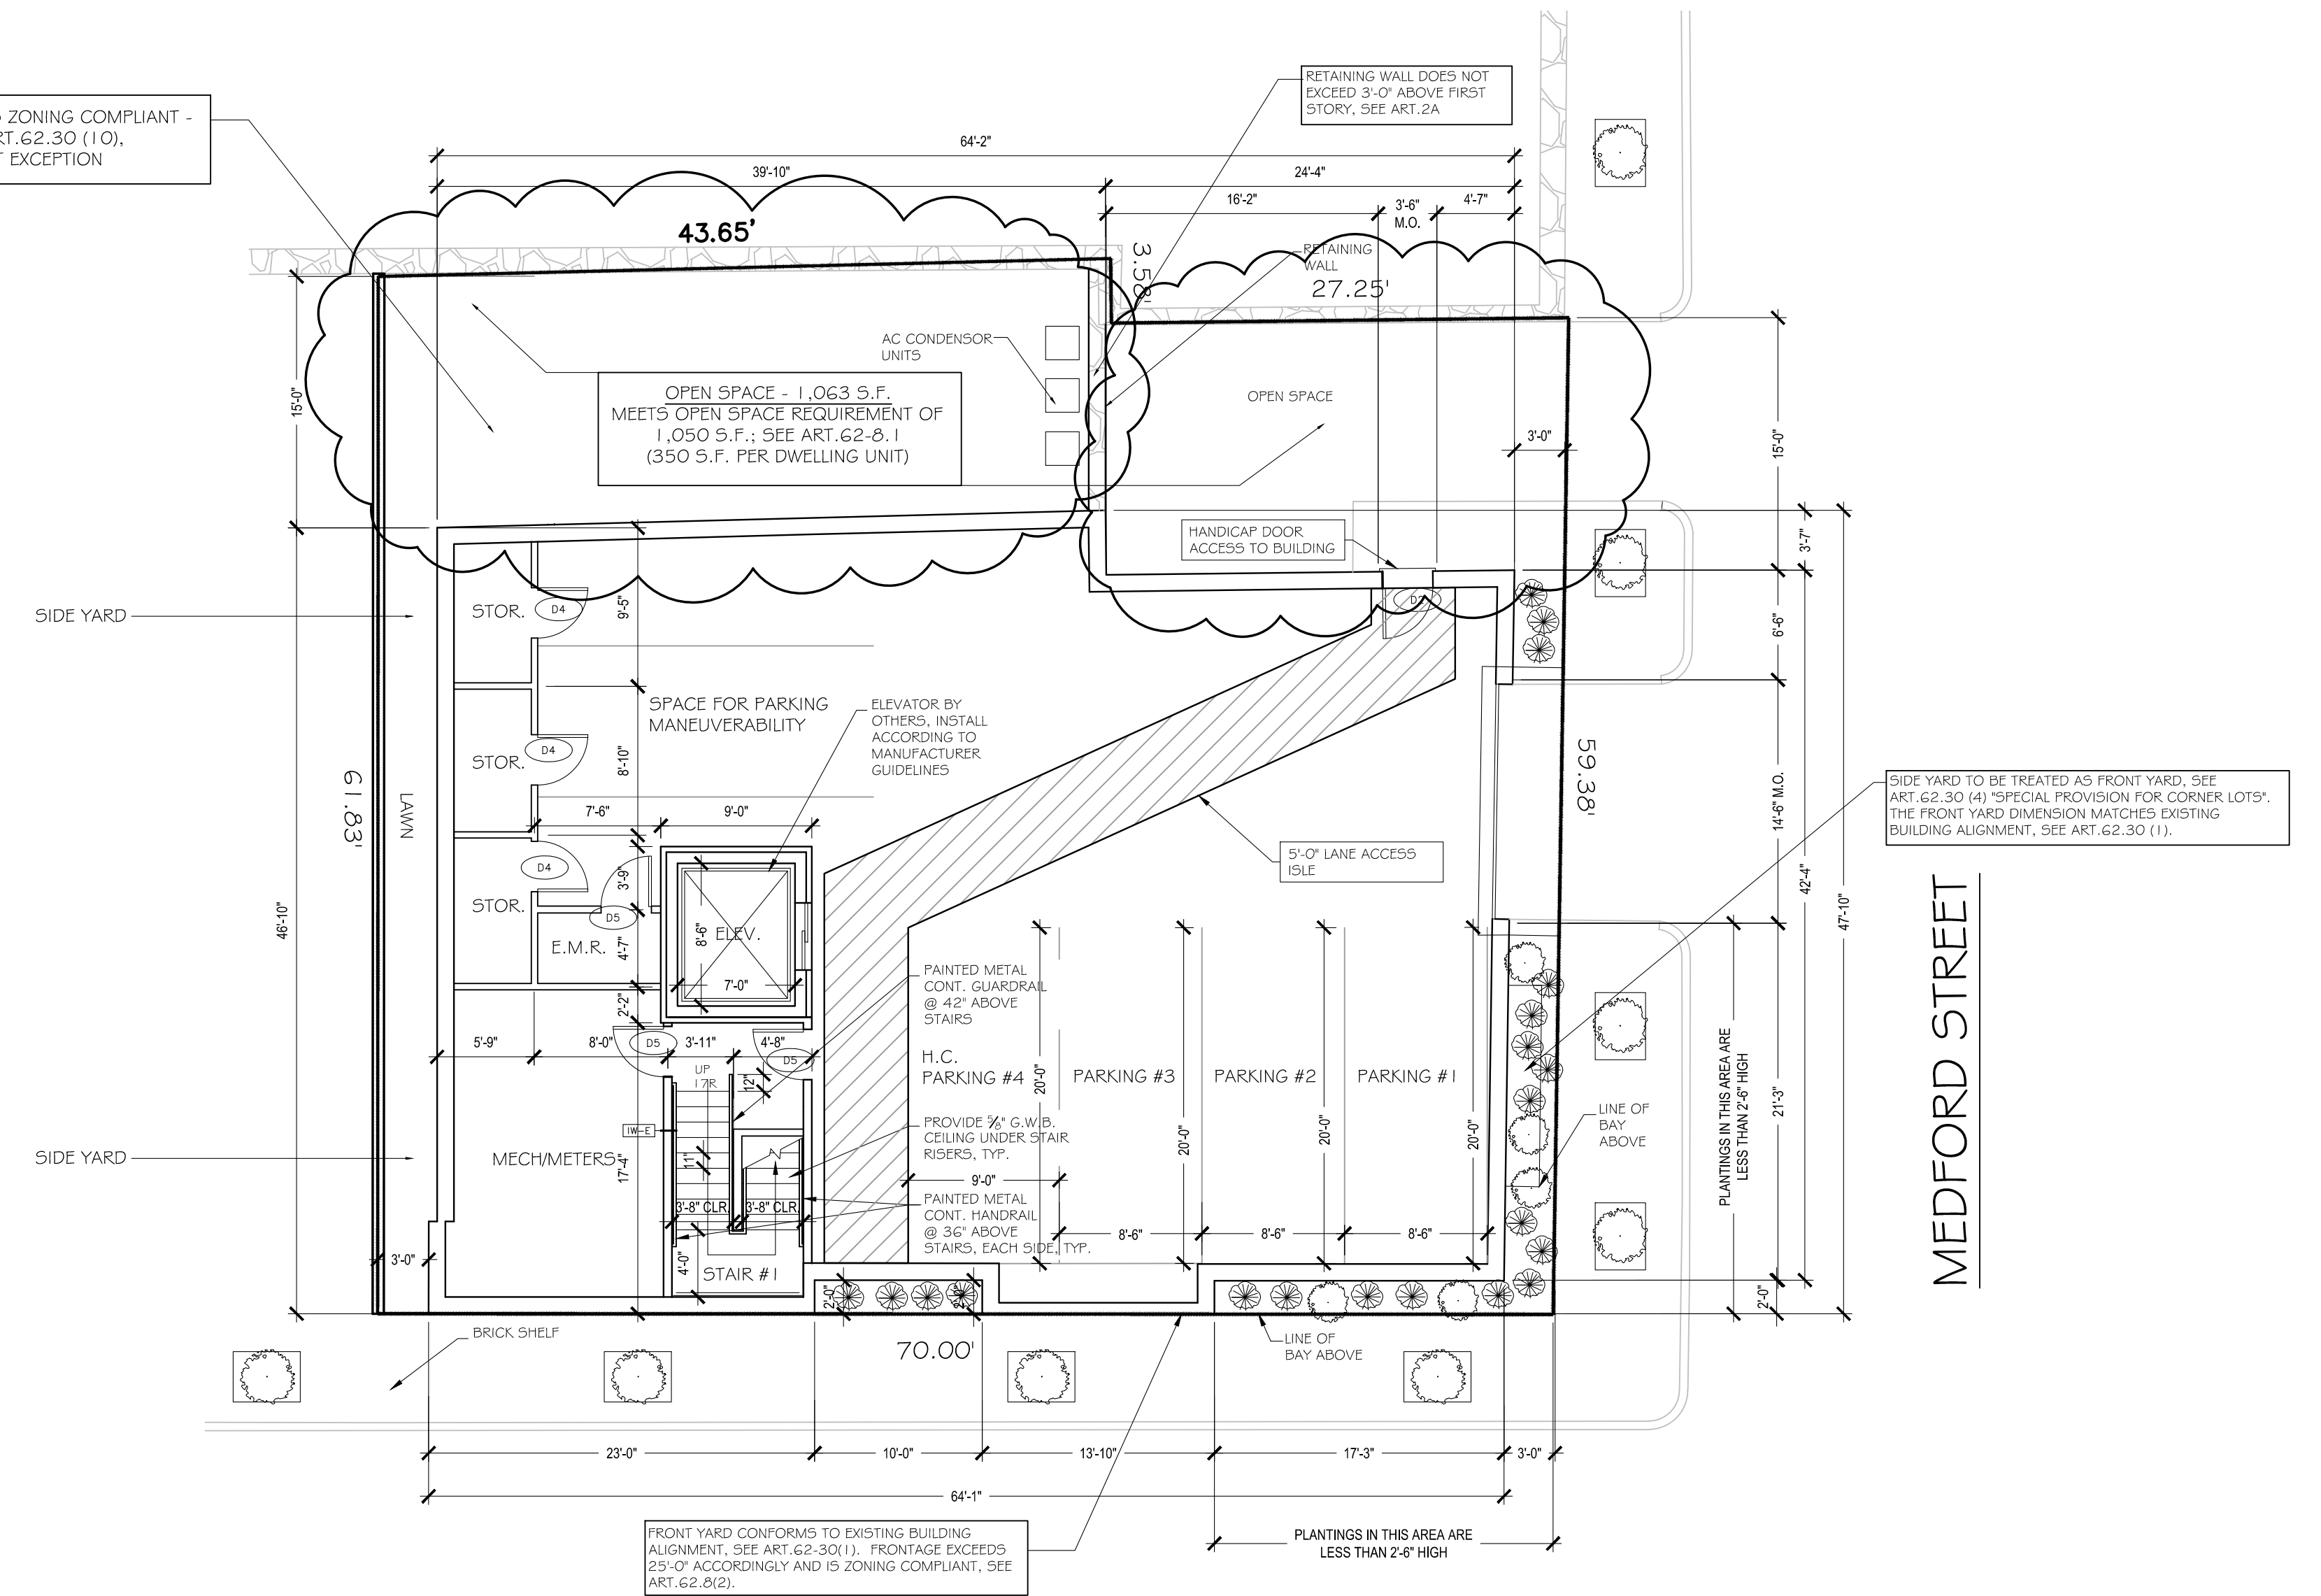 ZONING COMPLIANT -
ART.62.30 (10),
EXCEPTION
RETAINING WALL DOES NOT
EXCEED 3'-0" ABOVE FIRST
STORY, SEE ART.2A
64'-2"
39'-10"
24'-4"
16'-2"
3'-6"
M.O.
4'-7"
43.65'
3.58'
RETAINING
WALL
27.25'
AC CONDENSOR
UNITS
OPEN SPACE - 1,063 S.F.
MEETS OPEN SPACE REQUIREMENT OF
1,050 S.F.; SEE ART.62-8.1
(350 S.F. PER DWELLING UNIT)
OPEN SPACE
15'-0"
3'-0"
15'-0"
HANDICAP DOOR
ACCESS TO BUILDING
3'-7"
SIDE YARD
STOR.
D4
9'-5"
6'-6"
SPACE FOR PARKING
MANEUVERABILITY
ELEVATOR BY
OTHERS, INSTALL
ACCORDING TO
MANUFACTURER
GUIDELINES
STOR.
D4
8'-10"
61.83'
LAWN
59.38'
14'-6" M.O.
SIDE YARD TO BE TREATED AS FRONT YARD, SEE
ART.62.30 (4) "SPECIAL PROVISION FOR CORNER LOTS".
THE FRONT YARD DIMENSION MATCHES EXISTING
BUILDING ALIGNMENT, SEE ART.62.30 (1).
7'-6"
9'-0"
5'-0" LANE ACCESS
ISLE
42'-4"
47'-10"
46'-10"
D4
3'-9"
STOR.
D5
E.M.R.
4'-7"
8'-6"
ELEV.
7'-0"
2'-2"
MEDFORD STREET
PAINTED METAL
CONT. GUARDRAIL
@ 42" ABOVE
STAIRS
5'-9"
8'-0"
D5
3'-11"
4'-8"
D5
UP
17R
12"
H.C.
PARKING #4
20'-0"
PARKING #3
PARKING #2
PARKING #1
20'-0"
20'-0"
20'-0"
PLANTINGS IN THIS AREA ARE
LESS THAN 2'-6" HIGH
21'-3"
LINE OF
BAY
ABOVE
IW-E
SIDE YARD
MECH/METERS
17'-4"
11"
PROVIDE 5/8" G.W.B.
CEILING UNDER STAIR
RISERS, TYP.
9'-0"
3'-8" CLR.
3'-8" CLR.
PAINTED METAL
CONT. HANDRAIL
@ 36" ABOVE
STAIRS, EACH SIDE, TYP.
8'-6"
8'-6"
8'-6"
3'-0"
4'-0"
STAIR #1
2'-0"
2'-0"
2'-0"
BRICK SHELF
70.00'
LINE OF
BAY ABOVE
23'-0"
10'-0"
13'-10"
17'-3"
3'-0"
64'-1"
FRONT YARD CONFORMS TO EXISTING BUILDING
ALIGNMENT, SEE ART.62-30(1). FRONTAGE EXCEEDS
25'-0" ACCORDINGLY AND IS ZONING COMPLIANT, SEE
ART.62.8(2).
PLANTINGS IN THIS AREA ARE
LESS THAN 2'-6" HIGH